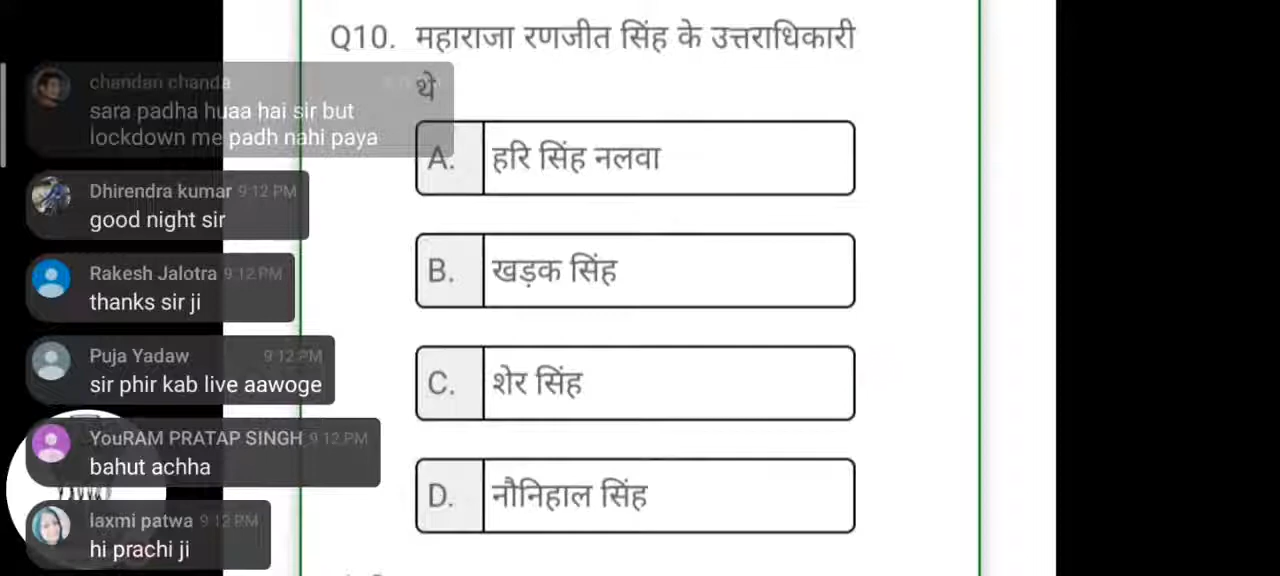 Q10. महाराजा रणजीत सिंह के उत्तराधिकारी
थे
A. हरि सिंह नलवा
B. खड़क सिंह
C. शेर सिंह
D. नौनिहाल सिंह
chandan chanda
sara padha huaa hai sir but
lockdown me padh nahi paya
Dhirendra kumar 9:12 PM
good night sir
Rakesh Jalotra 9:12 PM
thanks sir ji
Puja Yadaw 9:12 PM
sir phir kab live aawoge
YouRAM PRATAP SINGH 9:12 PM
bahut achha
laxmi patwa 9:12 PM
hi prachi ji